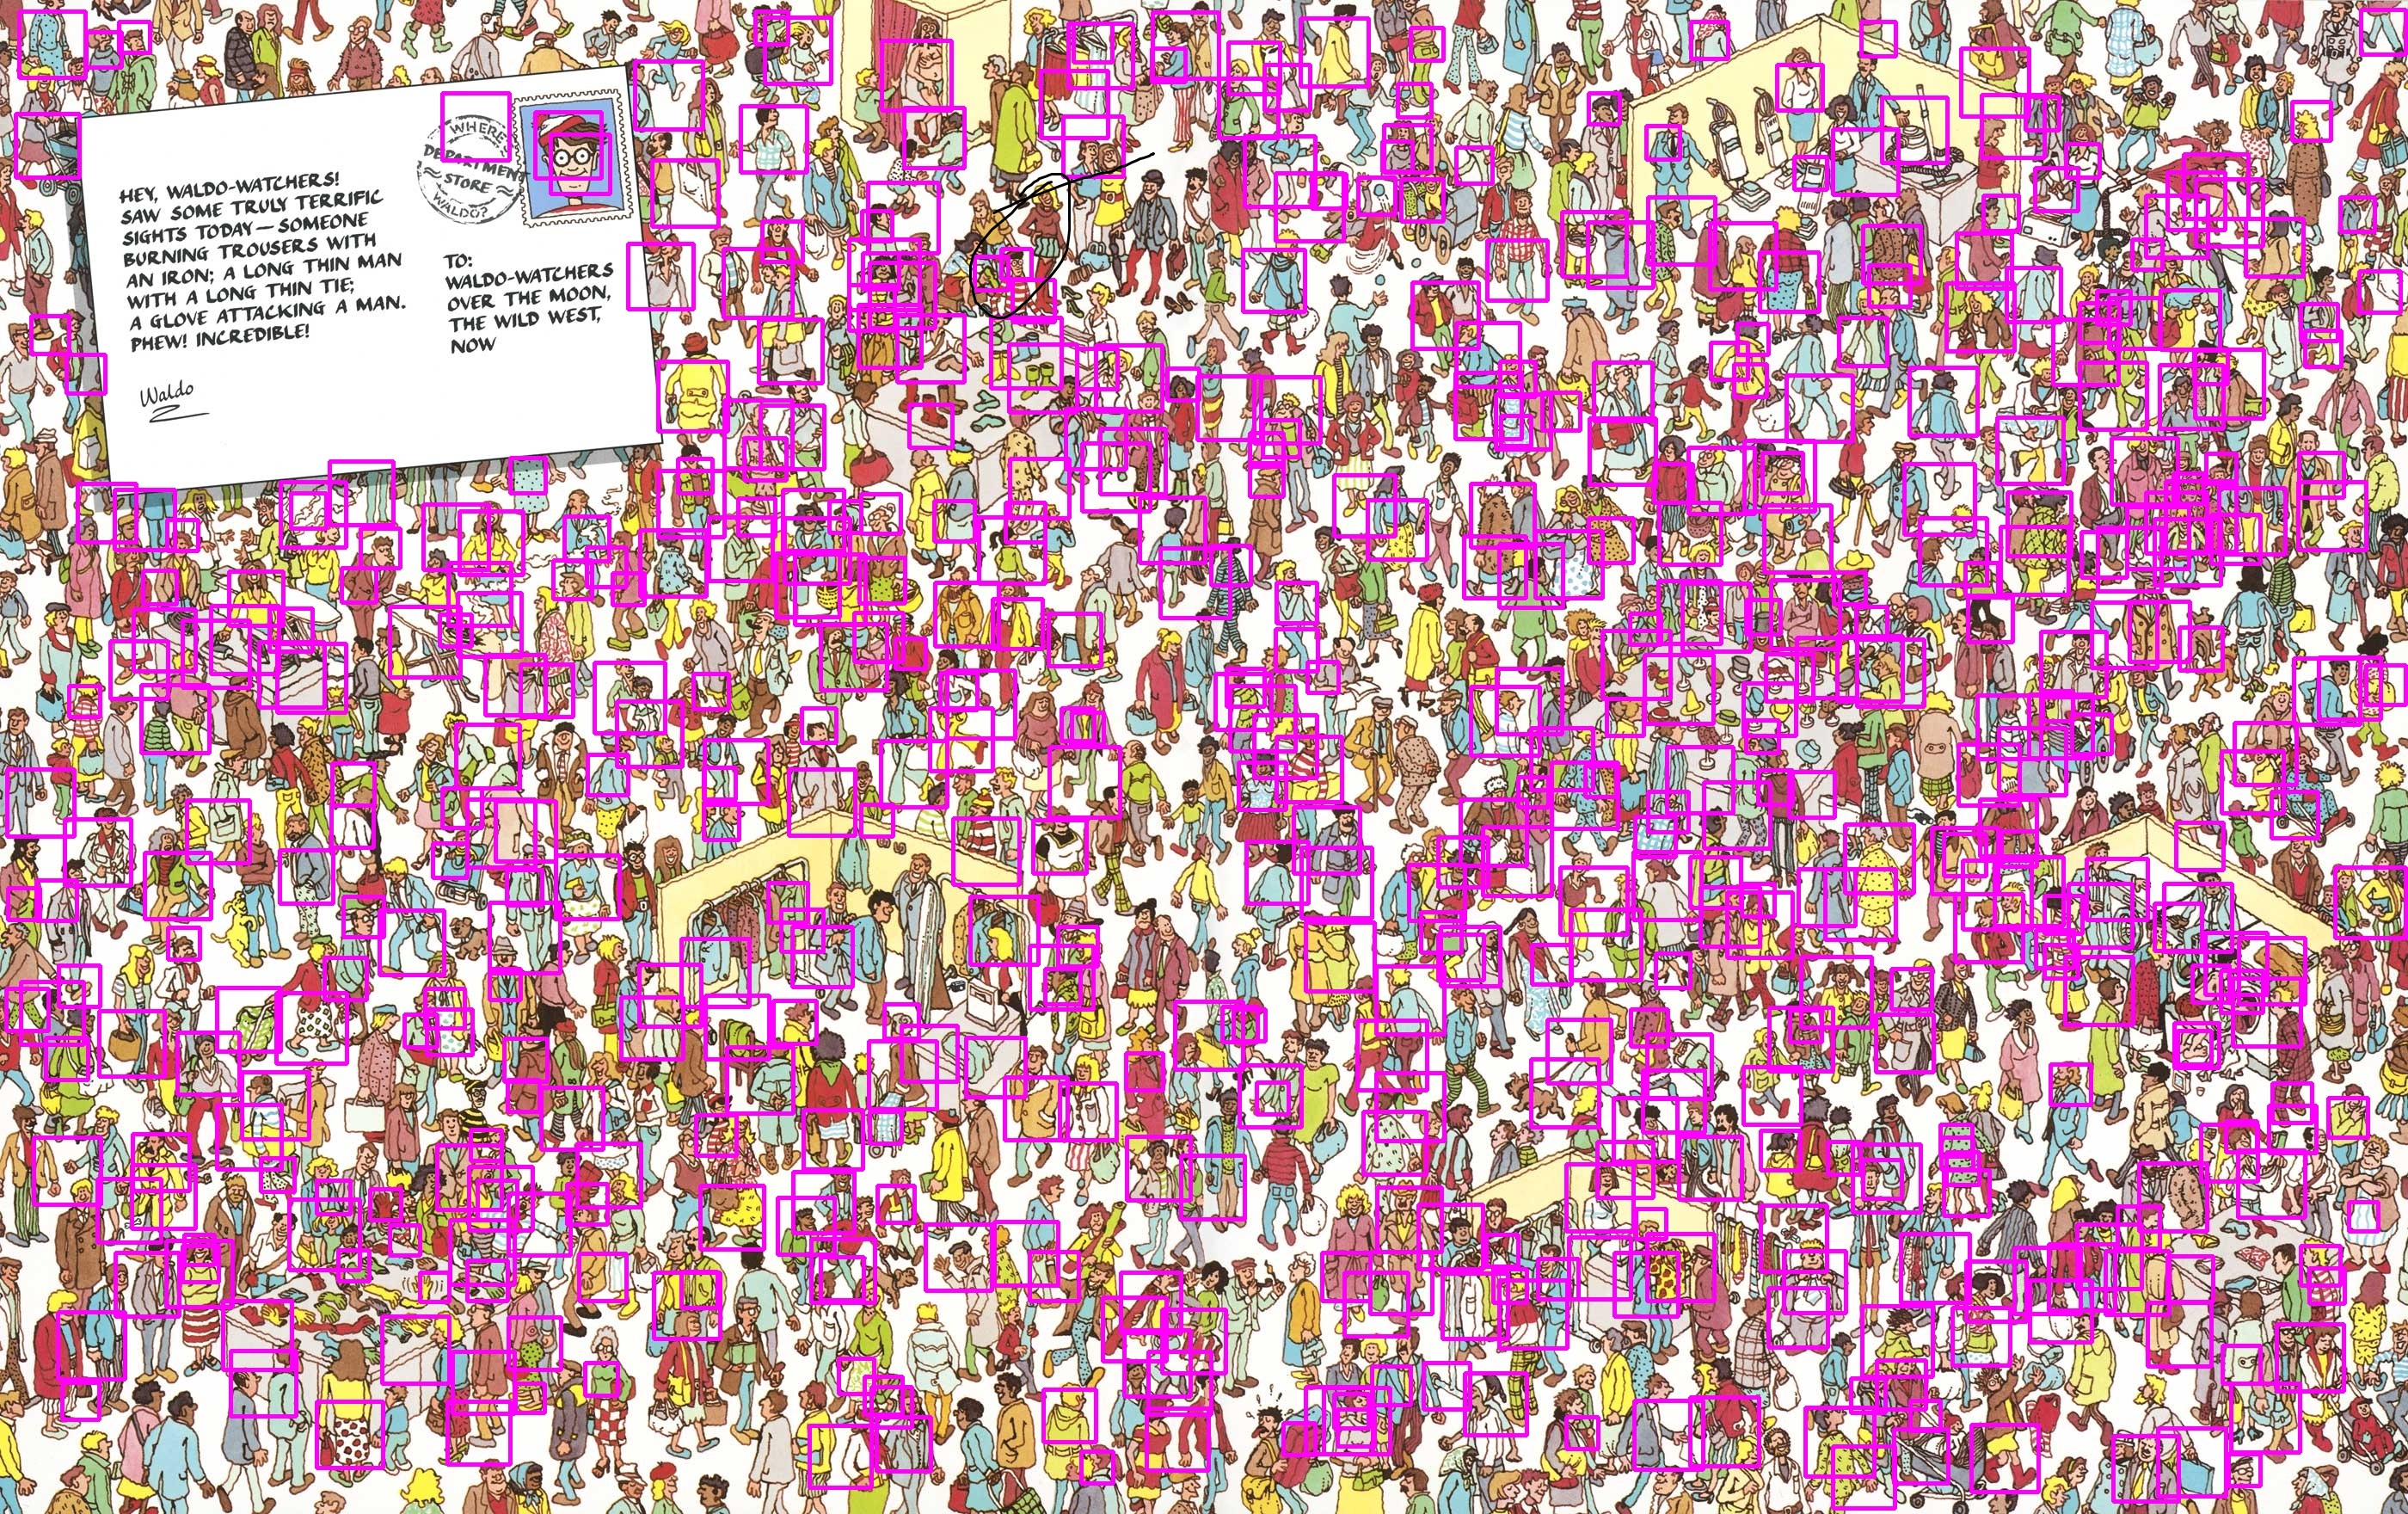 HEY, WALDO-WATCHERS!
SAW SOME TRULY TERRIFIC
SIGHTS TODAY — SOMEONE
BURNING TROUSERS WITH
AN IRON; A LONG THIN MAN
WITH A LONG THIN TIE;
A GLOVE ATTACKING A MAN.
PHEW! INCREDIBLE!
Waldo
WHERE'S
DEPARTMENT
STORE
WALDO?
TO:
WALDO-WATCHERS
OVER THE MOON,
THE WILD WEST,
NOW